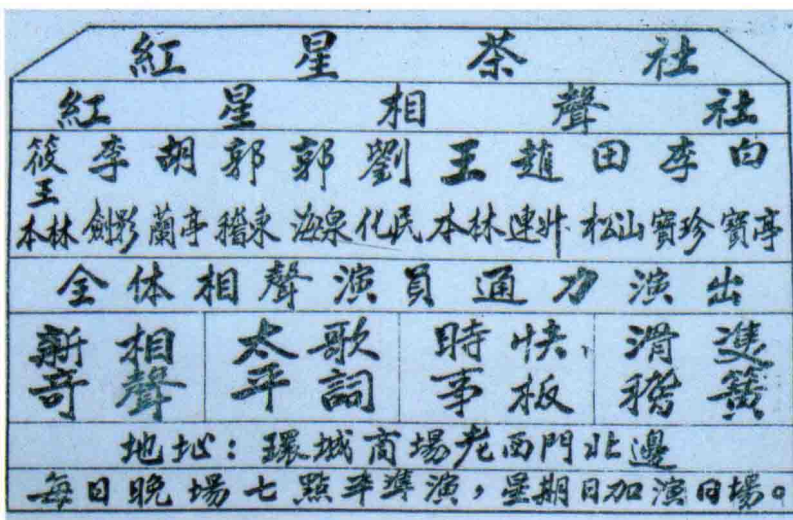 紅星茶社
紅星相聲社
筱李胡郭郭劉王趙田李白
王
本林 劍影 蘭亭 稽東 海泉 化民 本林 連升 松山 寶珍 寶亭
全体相聲演員通力演出
新相 太歌 時快 滑雙
奇聲 平詞 事板 稽簧
地址：環城商場老西門北邊
每日晚場七點半準演，星期日加演日場。